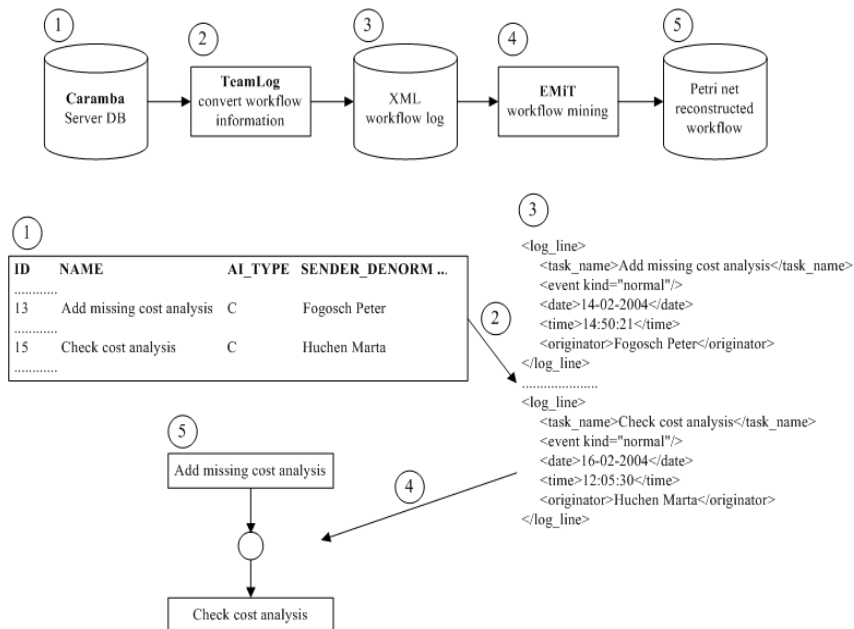 1
2
3
4
5
Caramba
Server DB
TeamLog
convert workflow
information
XML
workflow log
EMiT
workflow mining
Petri net
reconstructed
workflow
1
ID NAME AI_TYPE SENDER_DENORM ...
............
13 Add missing cost analysis C Fogosch Peter
............
15 Check cost analysis C Huchen Marta
............
2
3
<log_line>
<task_name>Add missing cost analysis</task_name>
<event kind="normal"/>
<date>14-02-2004</date>
<time>14:50:21</time>
<originator>Fogosch Peter</originator>
</log_line>
.....................
<log_line>
<task_name>Check cost analysis</task_name>
<event kind="normal"/>
<date>16-02-2004</date>
<time>12:05:30</time>
<originator>Huchen Marta</originator>
</log_line>
4
5
Add missing cost analysis
Check cost analysis